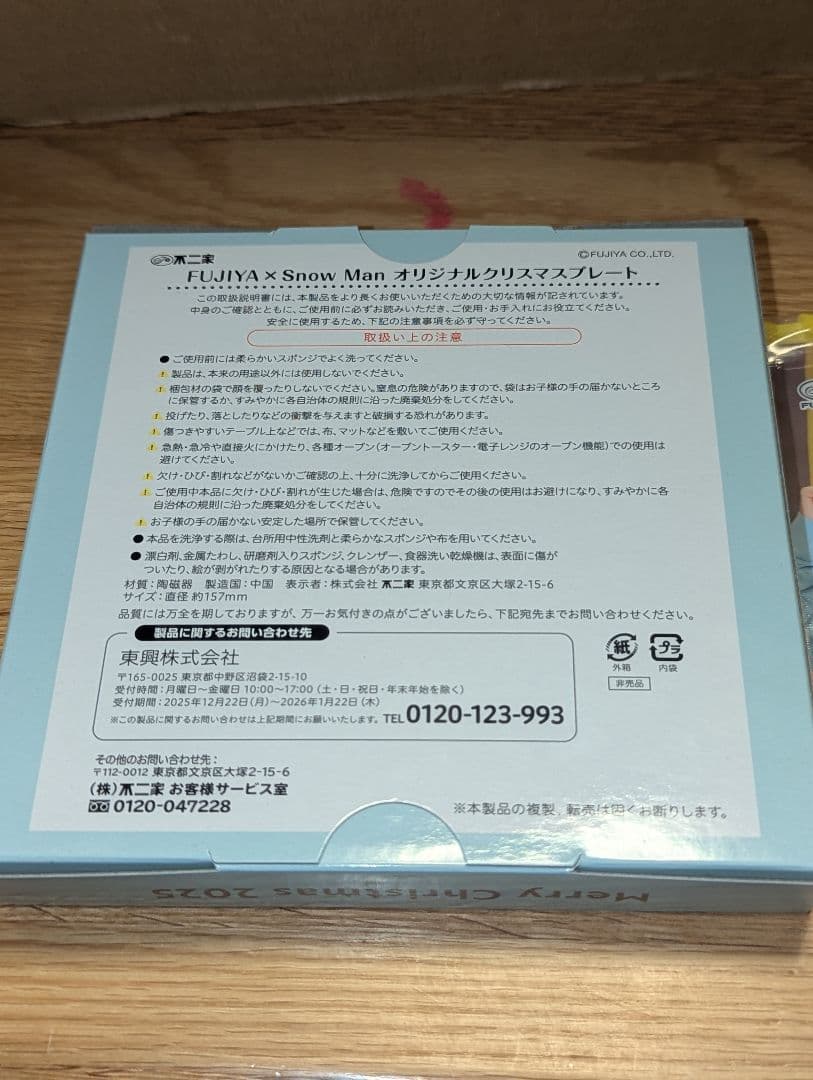 不二家
©FUJIYA CO.,LTD.
FUJIYA×Snow Man オリジナルクリスマスプレート
この取扱説明書には、本製品をより長くお使いいただくための大切な情報が記されています。
中身のご確認とともに、ご使用前に必ずお読みいただき、ご使用・お手入れにお役立てください。
安全に使用するため、下記の注意事項を必ず守ってください。
取扱い上の注意
●ご使用前には柔らかいスポンジでよく洗ってください。
製品は、本来の用途以外には使用しないでください。
梱包材の袋で顔を覆ったりしないでください。窒息の危険がありますので、袋はお子様の手の届かないところ
に保管するか、すみやかに各自治体の規則に沿った廃棄処分をしてください。
投げたり、落としたりなどの衝撃を与えますと破損する恐れがあります。
傷つきやすいテーブル上などでは、布、マットなどを敷いてご使用ください。
急熱・急冷や直接火にかけたり、各種オーブン(オーブントースター・電子レンジのオーブン機能)での使用は
避けてください。
欠け・ひび・割れなどがないかご確認の上、十分に洗浄してからご使用ください。
ご使用中本品に欠け・ひび・割れが生じた場合は、危険ですのでその後の使用はお避けになり、すみやかに各
自治体の規則に沿った廃棄処分をしてください。
お子様の手の届かない安定した場所で保管してください。
●本品を洗浄する際は、台所用中性洗剤と柔らかなスポンジや布を用いてください。
●漂白剤、金属たわし、研磨剤入りスポンジ、クレンザー、食器洗い乾燥機は、表面に傷が
ついたり、絵が剥がれたりする原因となる場合があります。
材質：陶磁器 製造国：中国 表示者：株式会社 不二家 東京都文京区大塚2-15-6
サイズ：直径 約157mm
品質には万全を期しておりますが、万一お気付きの点がございましたら、下記宛先までお問い合わせください。
製品に関するお問い合わせ先
東興株式会社
〒165-0025 東京都中野区沼袋2-15-10
受付時間：月曜日～金曜日 10:00～17:00（土・日・祝日・年末年始を除く）
受付期間：2025年12月22日(月)～2026年1月22日(木)
※この製品に関するお問い合わせは上記期間にお願いいたします。 TEL 0120-123-993
紙
外箱
プラ
内袋
非売品
その他のお問い合わせ先：
〒112-0012 東京都文京区大塚2-15-6
(株)不二家 お客様サービス室
0120-047228
※本製品の複製、転売は固くお断りします。
Merry Christmas 2025